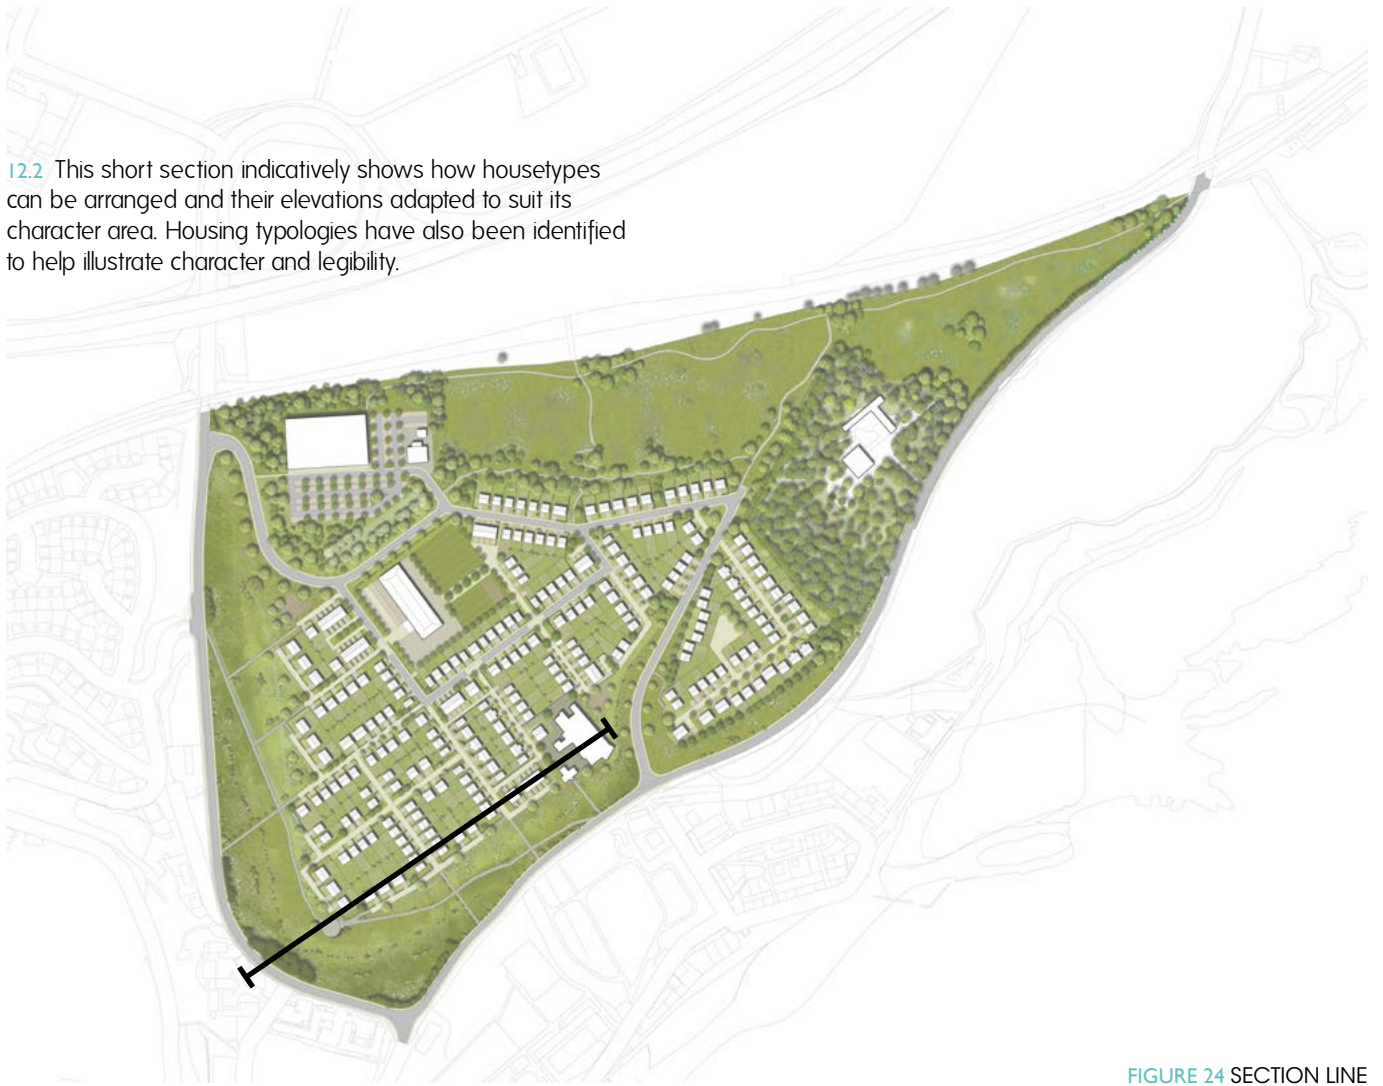 12.2 This short section indicatively shows how housetypes
can be arranged and their elevations adapted to suit its
character area. Housing typologies have also been identified
to help illustrate character and legibility.
FIGURE 24 SECTION LINE